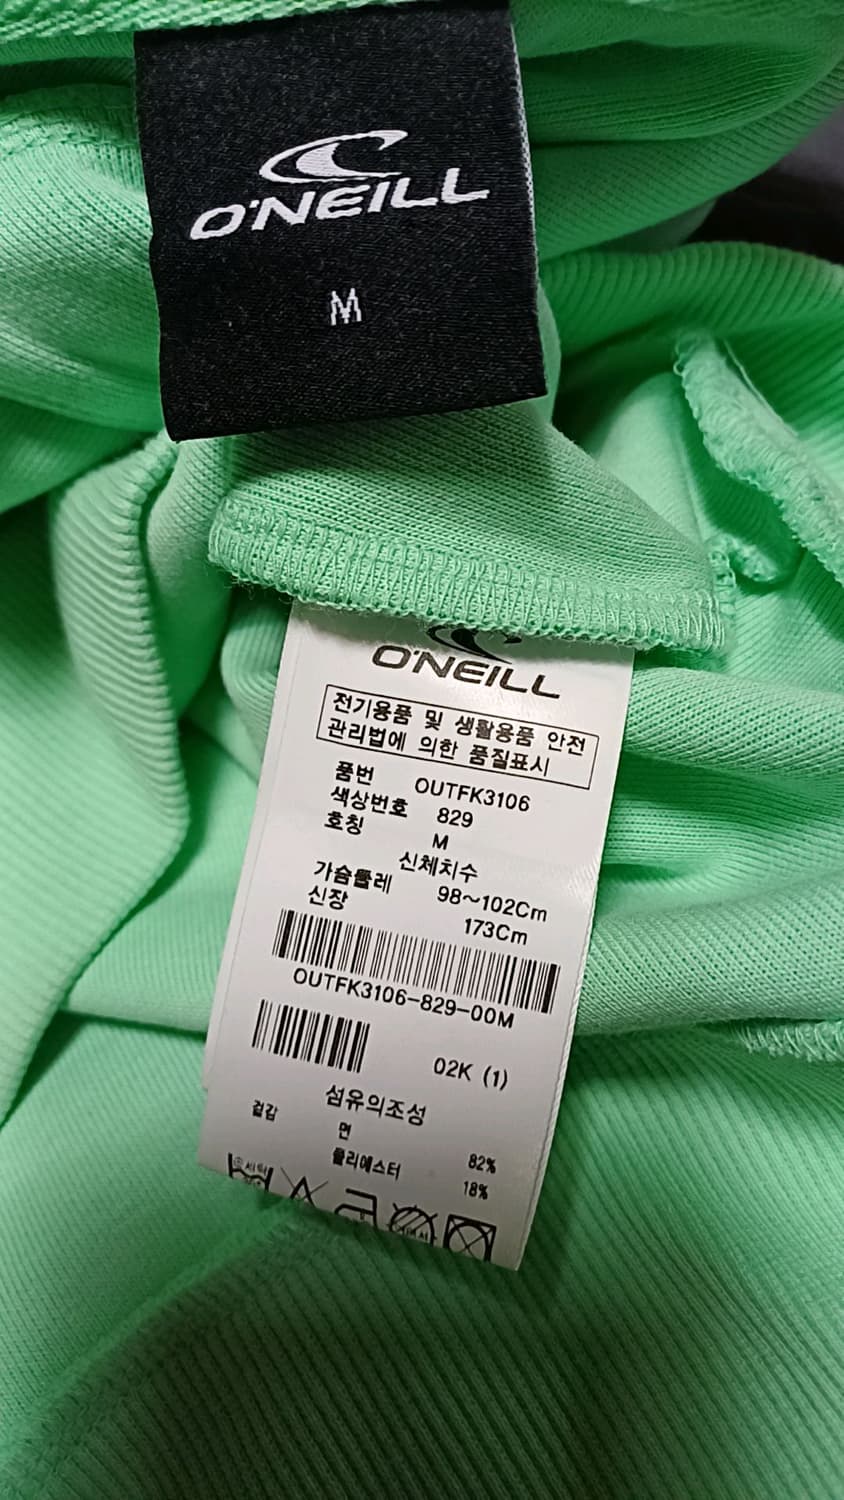 O'NEILL
M
O'NEILL
전기용품 및 생활용품 안전
관리법에 의한 품질표시
품번 OUTFK3106
색상번호 829
호칭 M
신체치수
가슴둘레 98~102Cm
신장 173Cm
OUTFK3106-829-00M
02K (1)
섬유의조성
겉감 면 82%
폴리에스터 18%